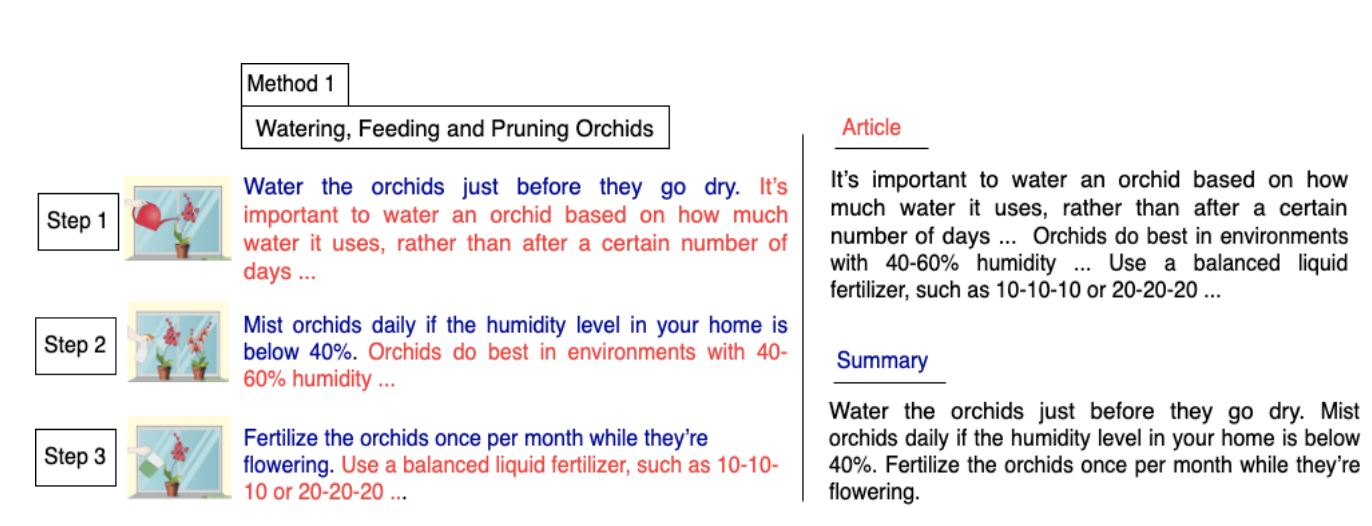 Method 1
Watering, Feeding and Pruning Orchids
Step 1
Water the orchids just before they go dry. It's
important to water an orchid based on how much
water it uses, rather than after a certain number of
days ...
Step 2
Mist orchids daily if the humidity level in your home is
below 40%. Orchids do best in environments with 40-
60% humidity ...
Step 3
Fertilize the orchids once per month while they're
flowering. Use a balanced liquid fertilizer, such as 10-10-
10 or 20-20-20 ...
Article
It's important to water an orchid based on how
much water it uses, rather than after a certain
number of days ... Orchids do best in environments
with 40-60% humidity ... Use a balanced liquid
fertilizer, such as 10-10-10 or 20-20-20 ...
Summary
Water the orchids just before they go dry. Mist
orchids daily if the humidity level in your home is below
40%. Fertilize the orchids once per month while they're
flowering.